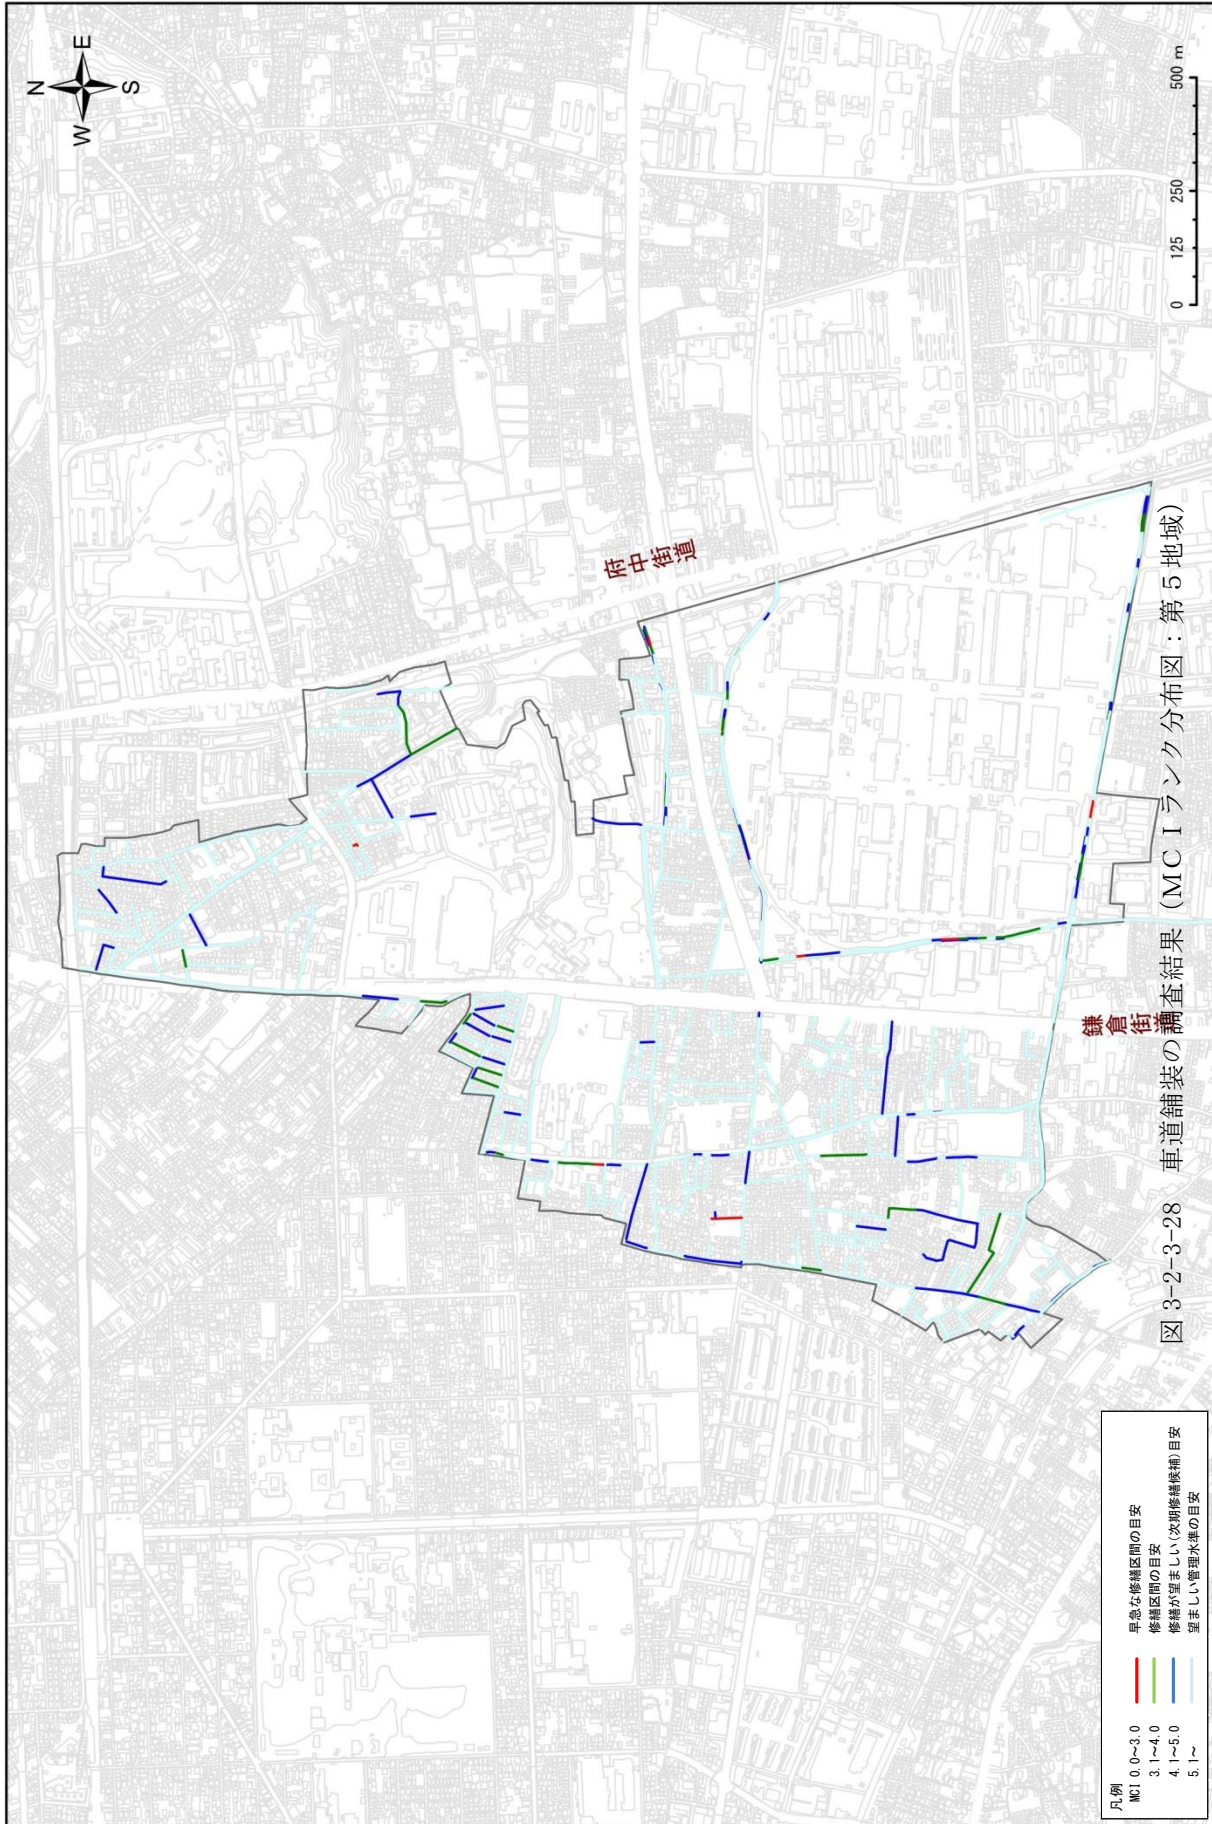 N
E
S
W
府中街道
鎌倉街道
0 125 250 500 m
凡例
MCI 0.0~3.0 早急な修繕区間の目安
3.1~4.0 修繕区間の目安
4.1~5.0 修繕が望ましい(次期修繕候補)目安
5.1~ 望ましい管理水準の目安
図 3-2-3-28 車道舗装の調査結果(MCIランク分布図:第5地域)